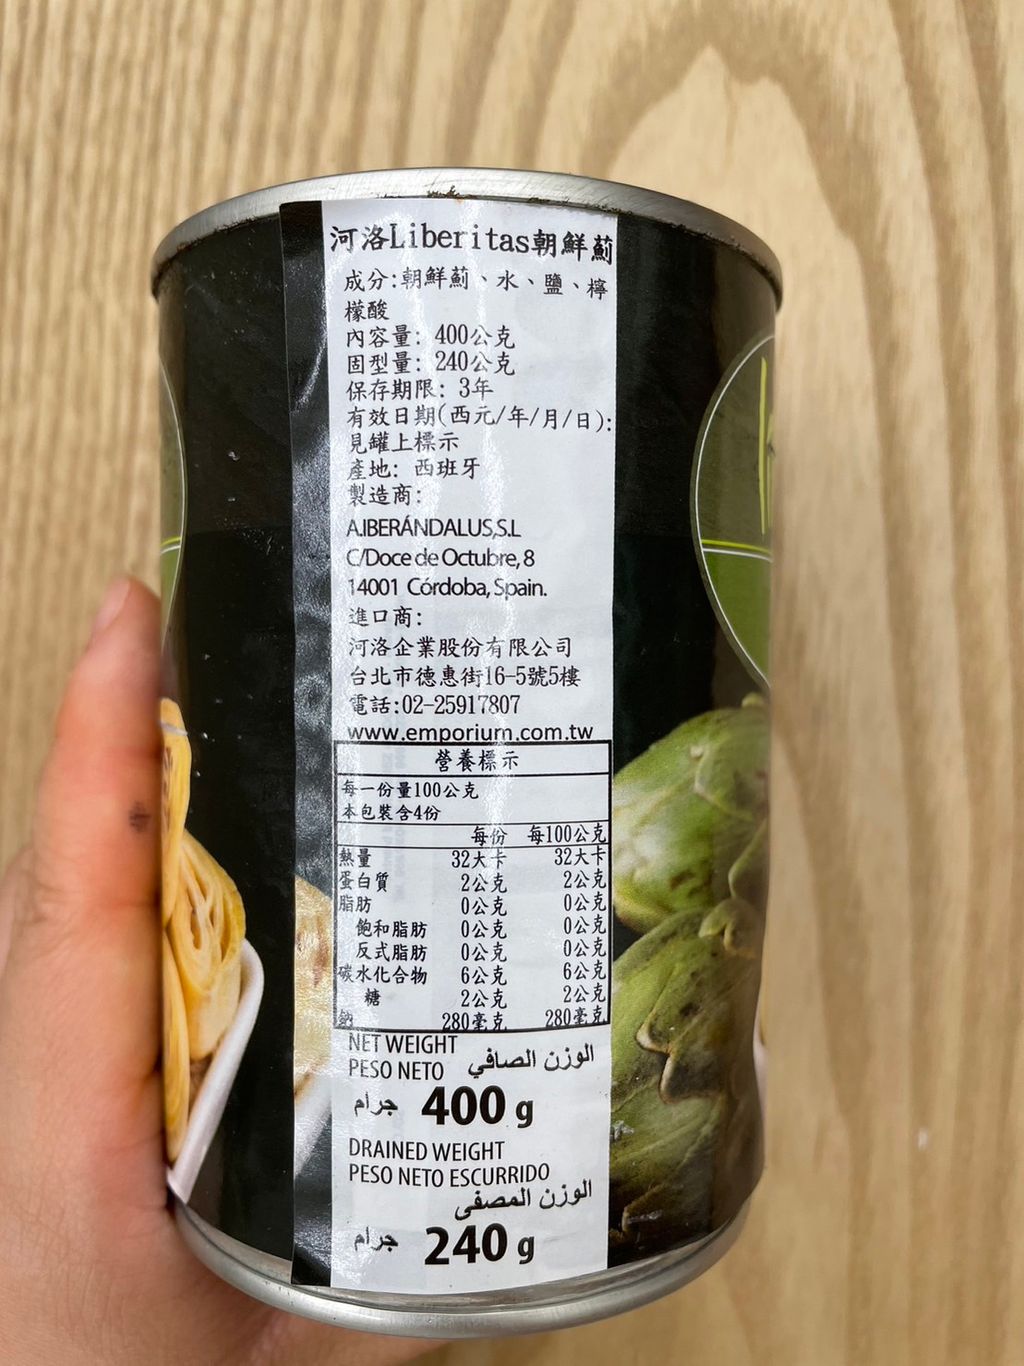 河洛Liberitas朝鮮薊
成分:朝鮮薊、水、鹽、檸
檬酸
內容量: 400公克
固型量: 240公克
保存期限: 3年
有效日期(西元/年/月/日):
見罐上標示
產地: 西班牙
製造商:
A.IBERÁNDALUS,S.L
C/Doce de Octubre, 8
14001 Córdoba, Spain.
進口商:
河洛企業股份有限公司
台北市德惠街16-5號5樓
電話:02-25917807
www.emporium.com.tw
營養標示
每一份量100公克
本包裝含4份
每份 每100公克
熱量 32大卡 32大卡
蛋白質 2公克 2公克
脂肪 0公克 0公克
飽和脂肪 0公克 0公克
反式脂肪 0公克 0公克
碳水化合物 6公克 6公克
糖 2公克 2公克
鈉 280毫克 280毫克
NET WEIGHT
PESO NETO الوزن الصافي
400 g جرام
DRAINED WEIGHT
PESO NETO ESCURRIDO
الوزن المصفى
240 g جرام